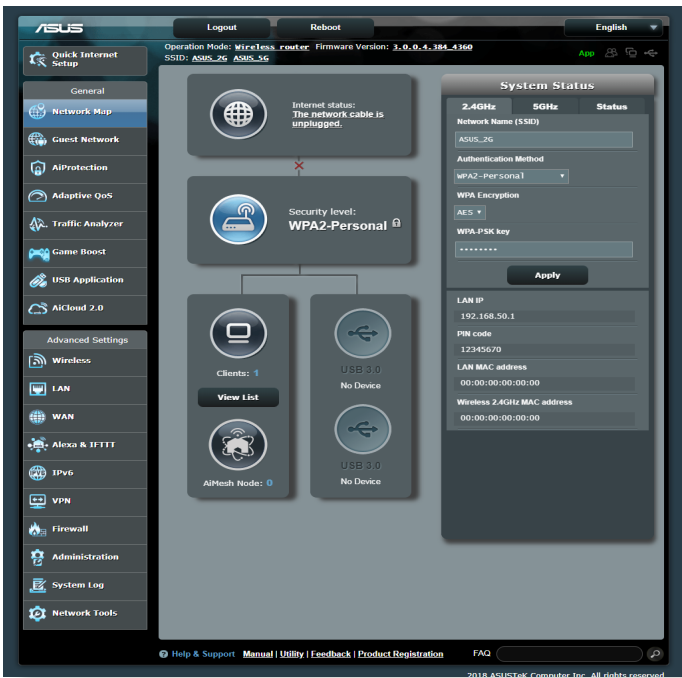 ASUS
Logout
Reboot
English
Quick Internet
Setup
Operation Mode: Wireless router Firmware Version: 3.0.0.4.384_4360
SSID: ASUS_2G ASUS_5G
App
General
Network Map
Guest Network
AiProtection
Adaptive QoS
Traffic Analyzer
Game Boost
USB Application
AiCloud 2.0
Advanced Settings
Wireless
LAN
WAN
Alexa & IFTTT
IPv6
VPN
Firewall
Administration
System Log
Network Tools
Internet status:
The network cable is
unplugged.
Security level:
WPA2-Personal
Clients: 1
View List
AiMesh Node: 0
USB 3.0
No Device
USB 3.0
No Device
System Status
2.4GHz 5GHz Status
Network Name (SSID)
ASUS_2G
Authentication Method
WPA2-Personal
WPA Encryption
AES
WPA-PSK key
••••••••
Apply
LAN IP
192.168.50.1
PIN code
12345670
LAN MAC address
00:00:00:00:00:00
Wireless 2.4GHz MAC address
00:00:00:00:00:00
Help & Support Manual | Utility | Feedback | Product Registration
FAQ
2018 ASUSTeK Computer Inc. All rights reserved